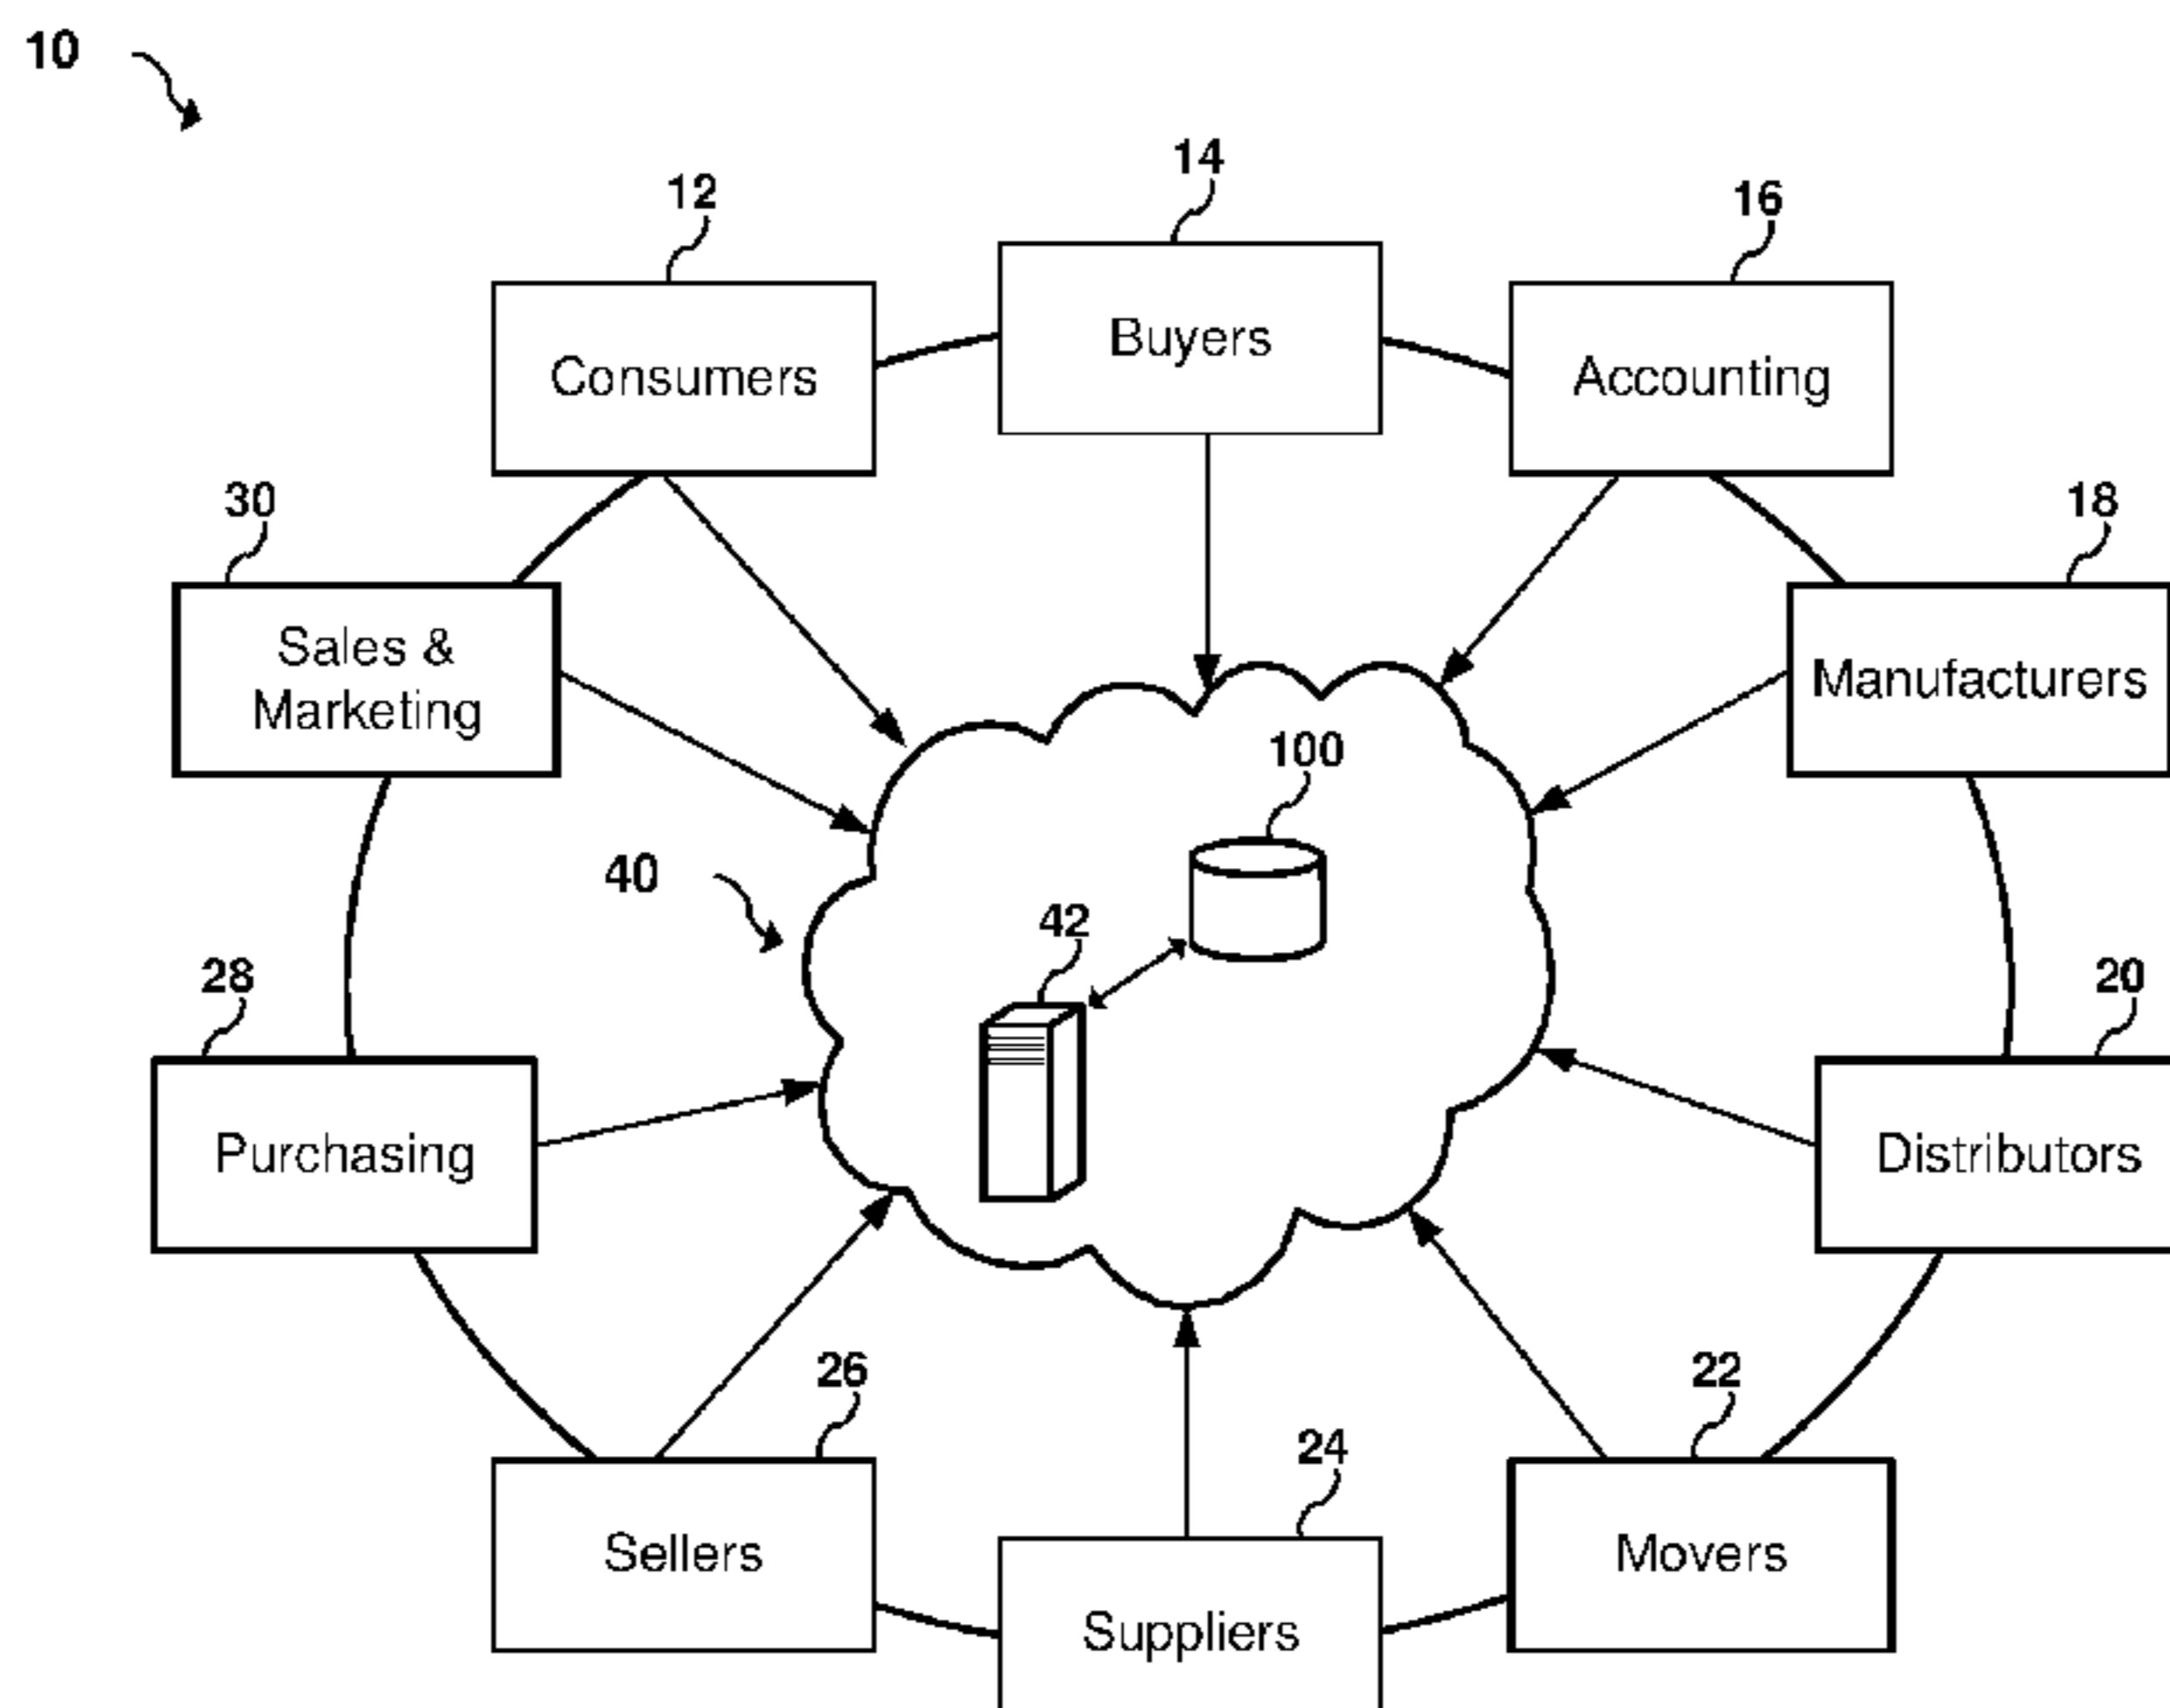 10
14
12
16
Buyers
Consumers
Accounting
30
18
Sales &
Marketing
Manufacturers
100
40
42
28
20
Purchasing
Distributors
26
22
24
Sellers
Movers
Suppliers